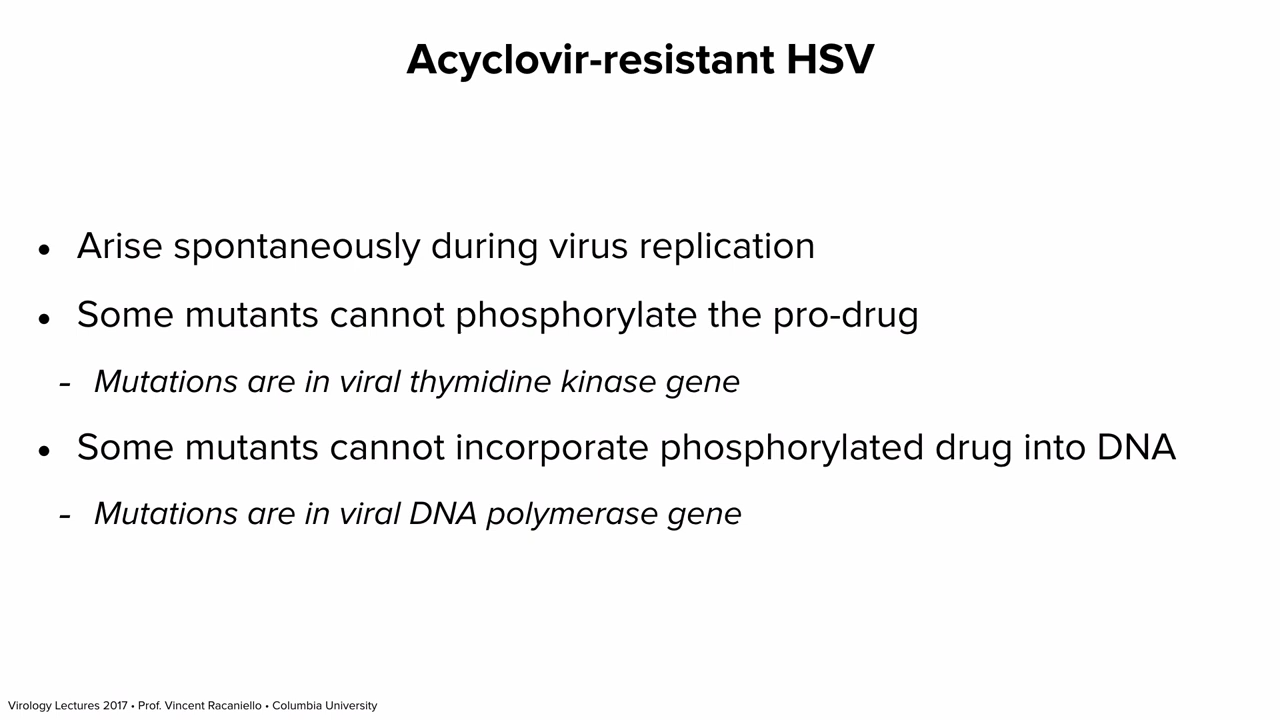 Acyclovir-resistant HSV
• Arise spontaneously during virus replication
• Some mutants cannot phosphorylate the pro-drug
- Mutations are in viral thymidine kinase gene
• Some mutants cannot incorporate phosphorylated drug into DNA
- Mutations are in viral DNA polymerase gene
Virology Lectures 2017 • Prof. Vincent Racaniello • Columbia University